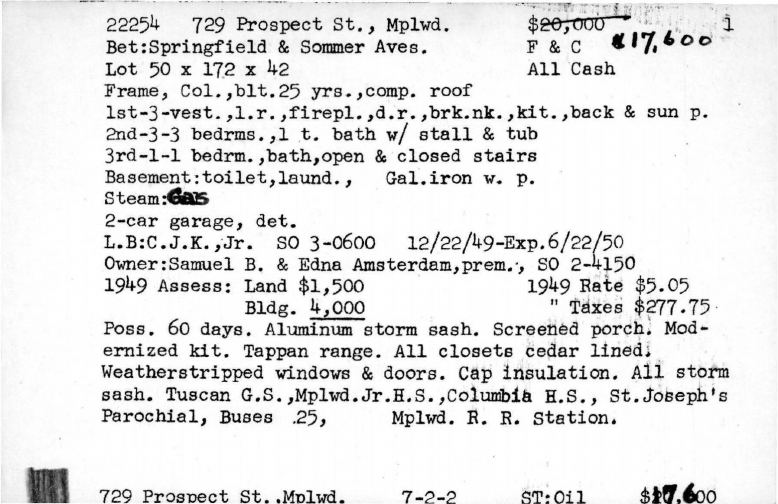 22254 729 Prospect St., Mplwd. $20,000 1
Bet:Springfield & Sommer Aves. F & C $17,600
Lot 50 x 172 x 42 All Cash
Frame, Col.,blt.25 yrs.,comp. roof
1st-3-vest.,l.r.,firepl.,d.r.,brk.nk.,kit.,back & sun p.
2nd-3-3 bedrms.,1 t. bath w/ stall & tub
3rd-1-1 bedrm.,bath,open & closed stairs
Basement:toilet,laund., Gal.iron w. p.
Steam:Gas
2-car garage, det.
L.B:C.J.K.,Jr. SO 3-0600 12/22/49-Exp.6/22/50
Owner:Samuel B. & Edna Amsterdam,prem., SO 2-4150
1949 Assess: Land $1,500 1949 Rate $5.05
Bldg. 4,000 " Taxes $277.75
Poss. 60 days. Aluminum storm sash. Screened porch. Mod-
ernized kit. Tappan range. All closets cedar lined.
Weatherstripped windows & doors. Cap insulation. All storm
sash. Tuscan G.S.,Mplwd.Jr.H.S.,Columbia H.S., St.Joseph's
Parochial, Buses .25, Mplwd. R. R. Station.
729 Prospect St.,Mplwd. 7-2-2 ST:Oil $17,600